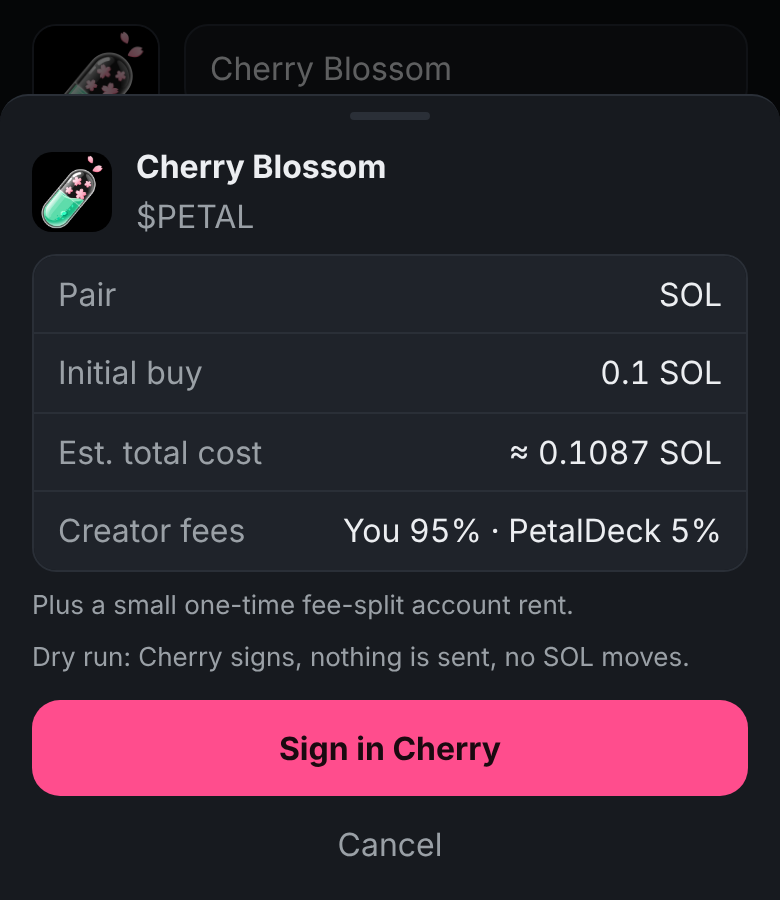 Cherry Blossom
Cherry Blossom
$PETAL
Pair SOL
Initial buy 0.1 SOL
Est. total cost ≈ 0.1087 SOL
Creator fees You 95% · PetalDeck 5%
Plus a small one-time fee-split account rent.
Dry run: Cherry signs, nothing is sent, no SOL moves.
Sign in Cherry
Cancel